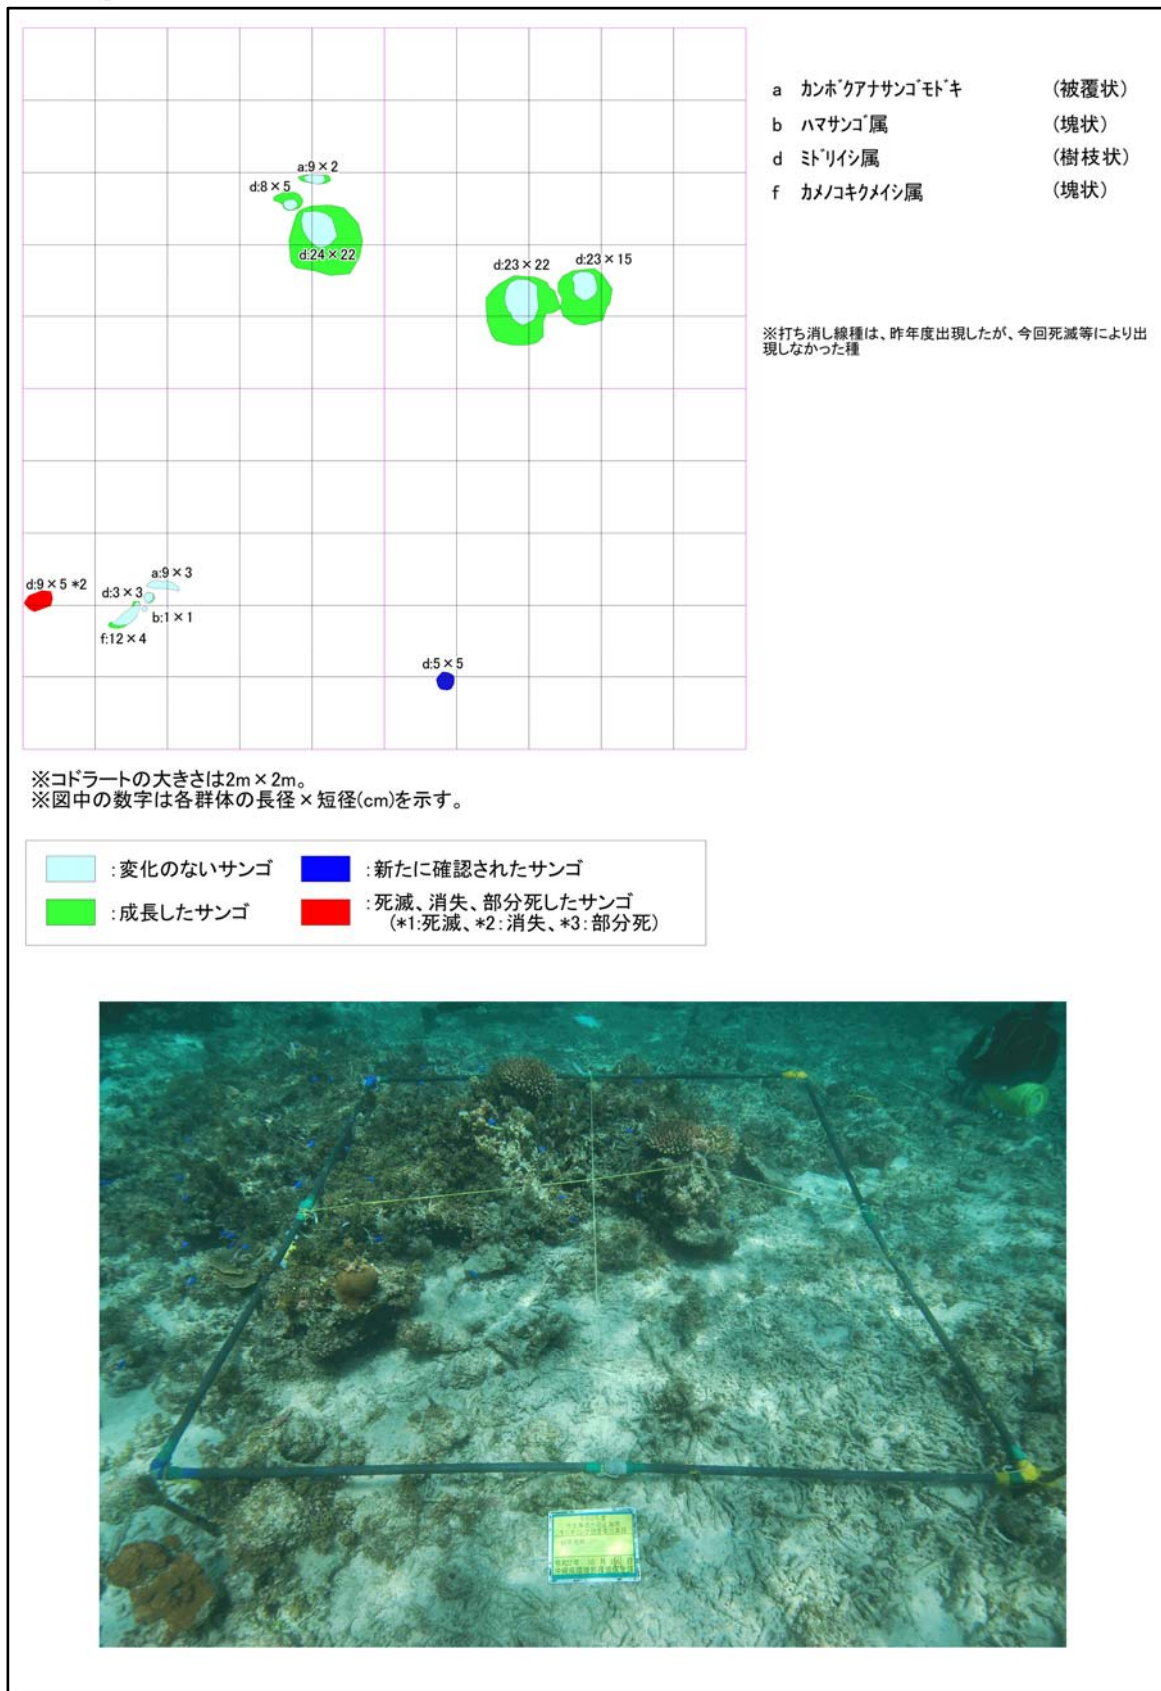 a カンボクアナサンゴモドキ (被覆状)
b ハマサンゴ属 (塊状)
d ミドリイシ属 (樹枝状)
f カメノコキクメイシ属 (塊状)
※打ち消し線種は、昨年度出現したが、今回死滅等により出
現しなかった種
a:9×2
d:8×5
d:24×22
d:23×22
d:23×15
a:9×3
d:9×5 *2
d:3×3
b:1×1
f:12×4
d:5×5
※コドラートの大きさは2m×2m。
※図中の数字は各群体の長径×短径(cm)を示す。
:変化のないサンゴ
:新たに確認されたサンゴ
:成長したサンゴ
:死滅、消失、部分死したサンゴ
(*1:死滅、*2:消失、*3:部分死)